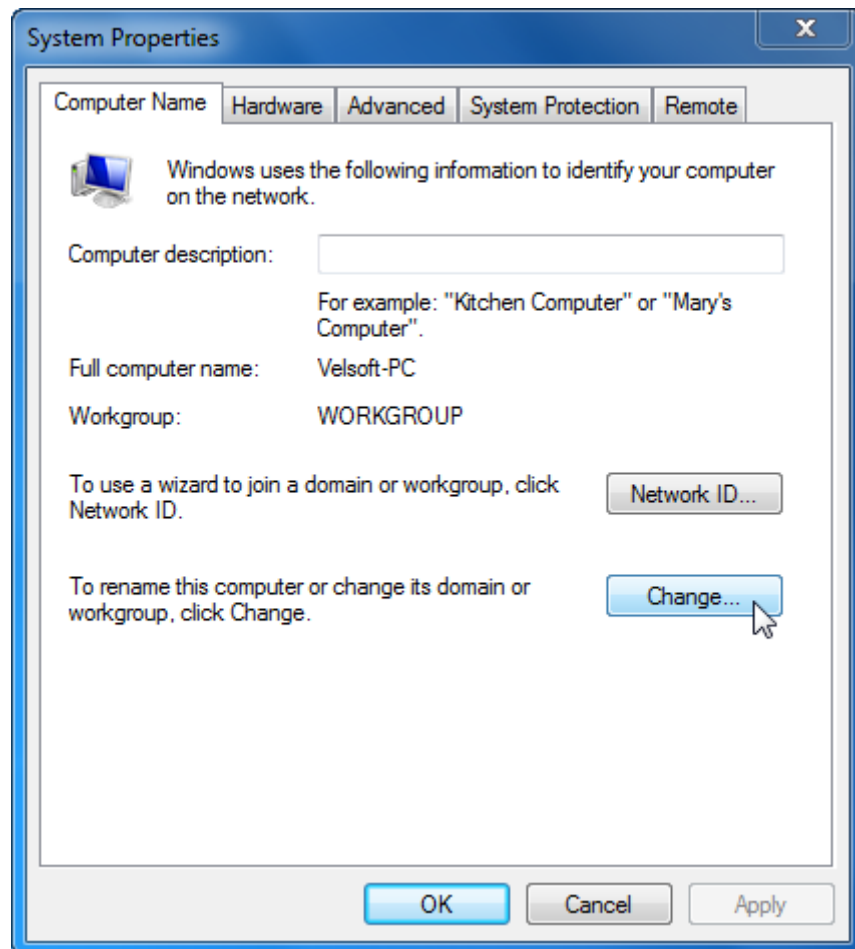 System Properties
Computer Name
Hardware
Advanced
System Protection
Remote
Windows uses the following information to identify your computer
on the network.
Computer description:
For example: "Kitchen Computer" or "Mary's
Computer".
Full computer name:
Velsoft-PC
Workgroup:
WORKGROUP
To use a wizard to join a domain or workgroup, click
Network ID.
Network ID...
To rename this computer or change its domain or
workgroup, click Change.
Change...
OK
Cancel
Apply